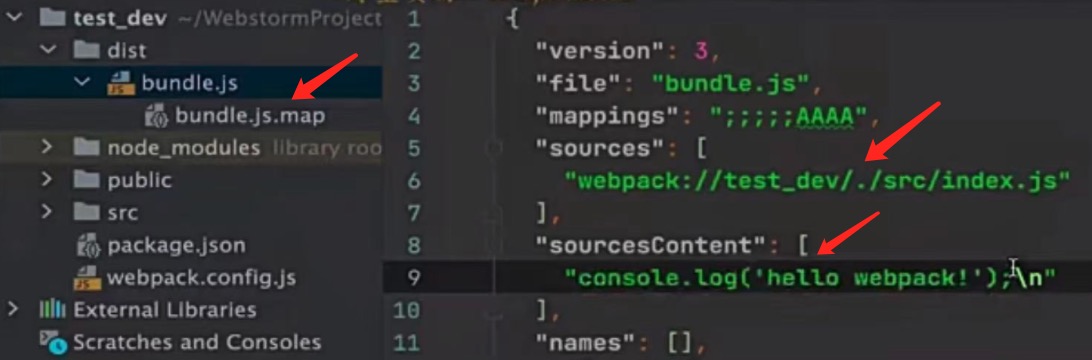 test_dev ~/WebstormProject
dist
bundle.js
bundle.js.map
node_modules library roo
public
src
package.json
webpack.config.js
External Libraries
Scratches and Consoles
1 {
2 "version": 3,
3 "file": "bundle.js",
4 "mappings": ";;;;;AAAA",
5 "sources": [
6 "webpack://test_dev/./src/index.js"
7 ],
8 "sourcesContent": [
9 "console.log('hello webpack!');\n"
10 ],
11 "names": [],